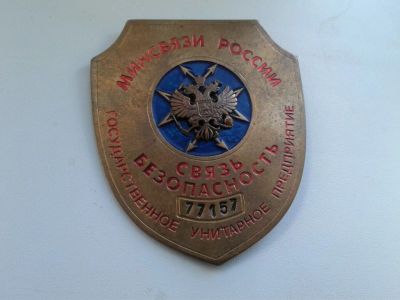 МИНСВЯЗИ РОССИИ
СВЯЗЬ
БЕЗОПАСНОСТЬ
77157
ГОСУДАРСТВЕННОЕ УНИТАРНОЕ ПРЕДПРИЯТИЕ